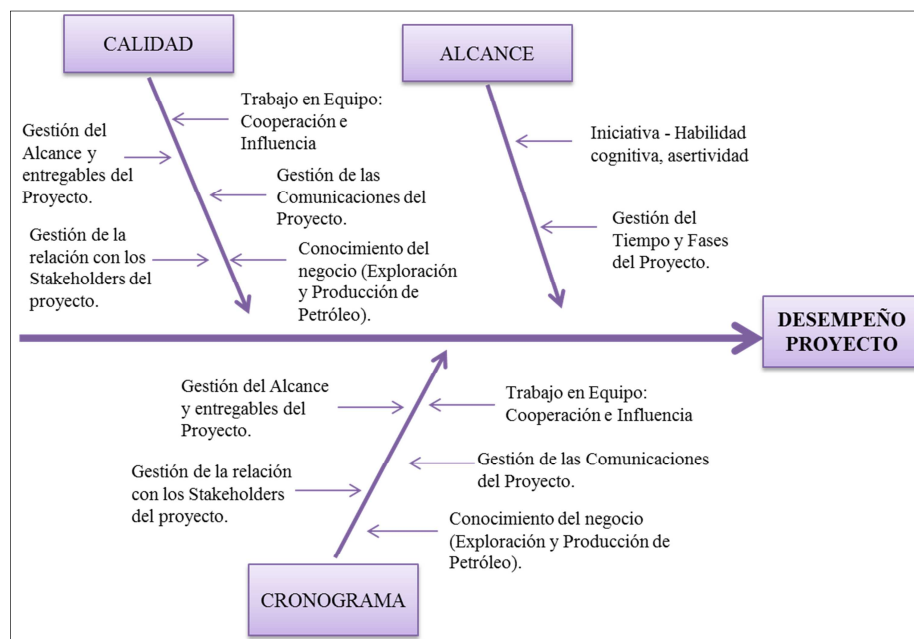 CALIDAD
ALCANCE
Trabajo en Equipo:
Cooperación e
Influencia
Gestión del
Alcance y
entregables del
Proyecto.
Gestión de las
Comunicaciones del
Proyecto.
Gestión de la
relación con los
Stakeholders del
proyecto.
Conocimiento del
negocio (Exploración
y Producción de
Petróleo).
Iniciativa - Habilidad
cognitiva, asertividad
Gestión del
Tiempo y Fases
del Proyecto.
DESEMPEÑO
PROYECTO
Gestión del Alcance
y entregables del
Proyecto.
Trabajo en Equipo:
Cooperación e Influencia
Gestión de la relación
con los Stakeholders
del proyecto.
Gestión de las Comunicaciones
del Proyecto.
Conocimiento del negocio
(Exploración y Producción de
Petróleo).
CRONOGRAMA